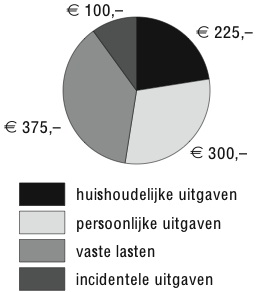 € 100,–
€ 225,–
€ 375,–
€ 300,–
huishoudelijke uitgaven
persoonlijke uitgaven
vaste lasten
incidentele uitgaven